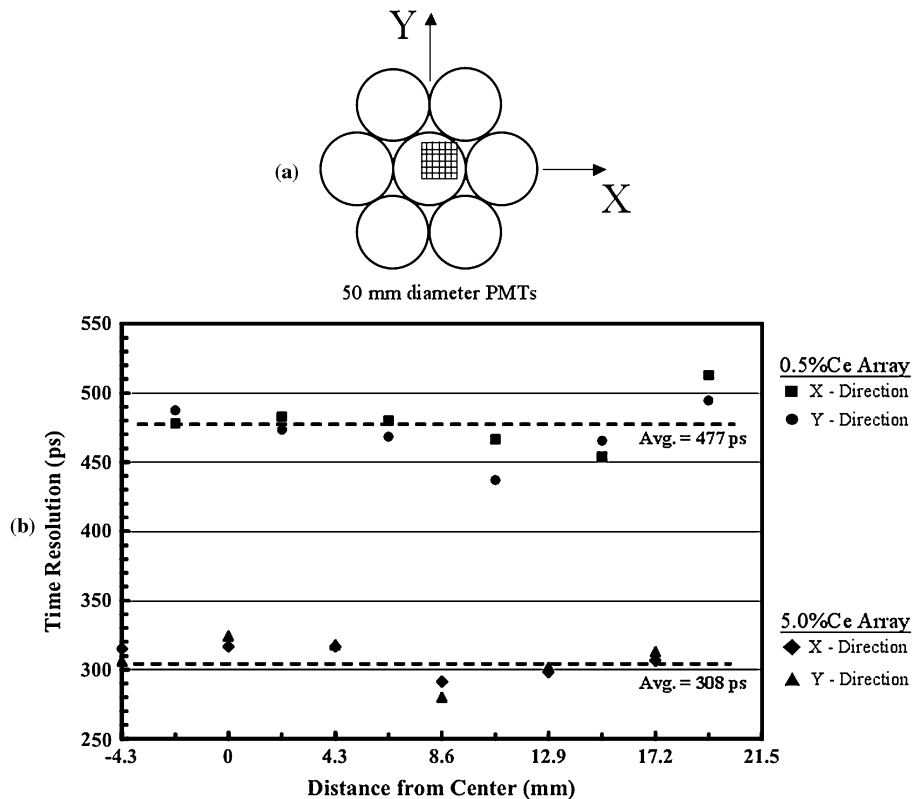 Y
(a)
X
50 mm diameter PMTs
550
500
450
400
350
300
250
Time Resolution (ps)
(b)
Avg. = 477 ps
Avg. = 308 ps
-4.3 0 4.3 8.6 12.9 17.2 21.5
Distance from Center (mm)
0.5%Ce Array
X - Direction
Y - Direction
5.0%Ce Array
X - Direction
Y - Direction